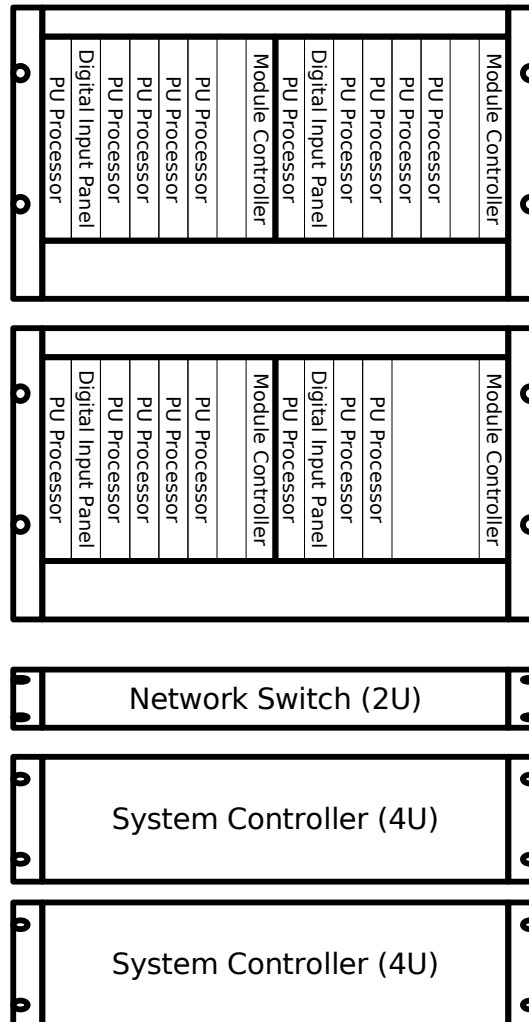 PU Processor
Digital Input Panel
PU Processor
PU Processor
PU Processor
PU Processor
Module Controller
PU Processor
Digital Input Panel
PU Processor
PU Processor
PU Processor
PU Processor
Module Controller
PU Processor
Digital Input Panel
PU Processor
PU Processor
PU Processor
PU Processor
Module Controller
PU Processor
Digital Input Panel
PU Processor
PU Processor
Module Controller
Network Switch (2U)
System Controller (4U)
System Controller (4U)